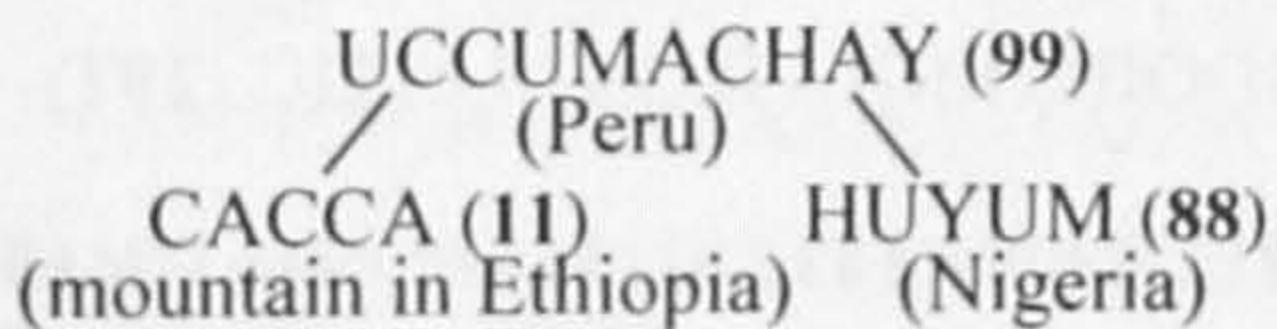 UCCUMACHAY (99)
(Peru)
CACCA (11) HUYUM (88)
(mountain in Ethiopia) (Nigeria)